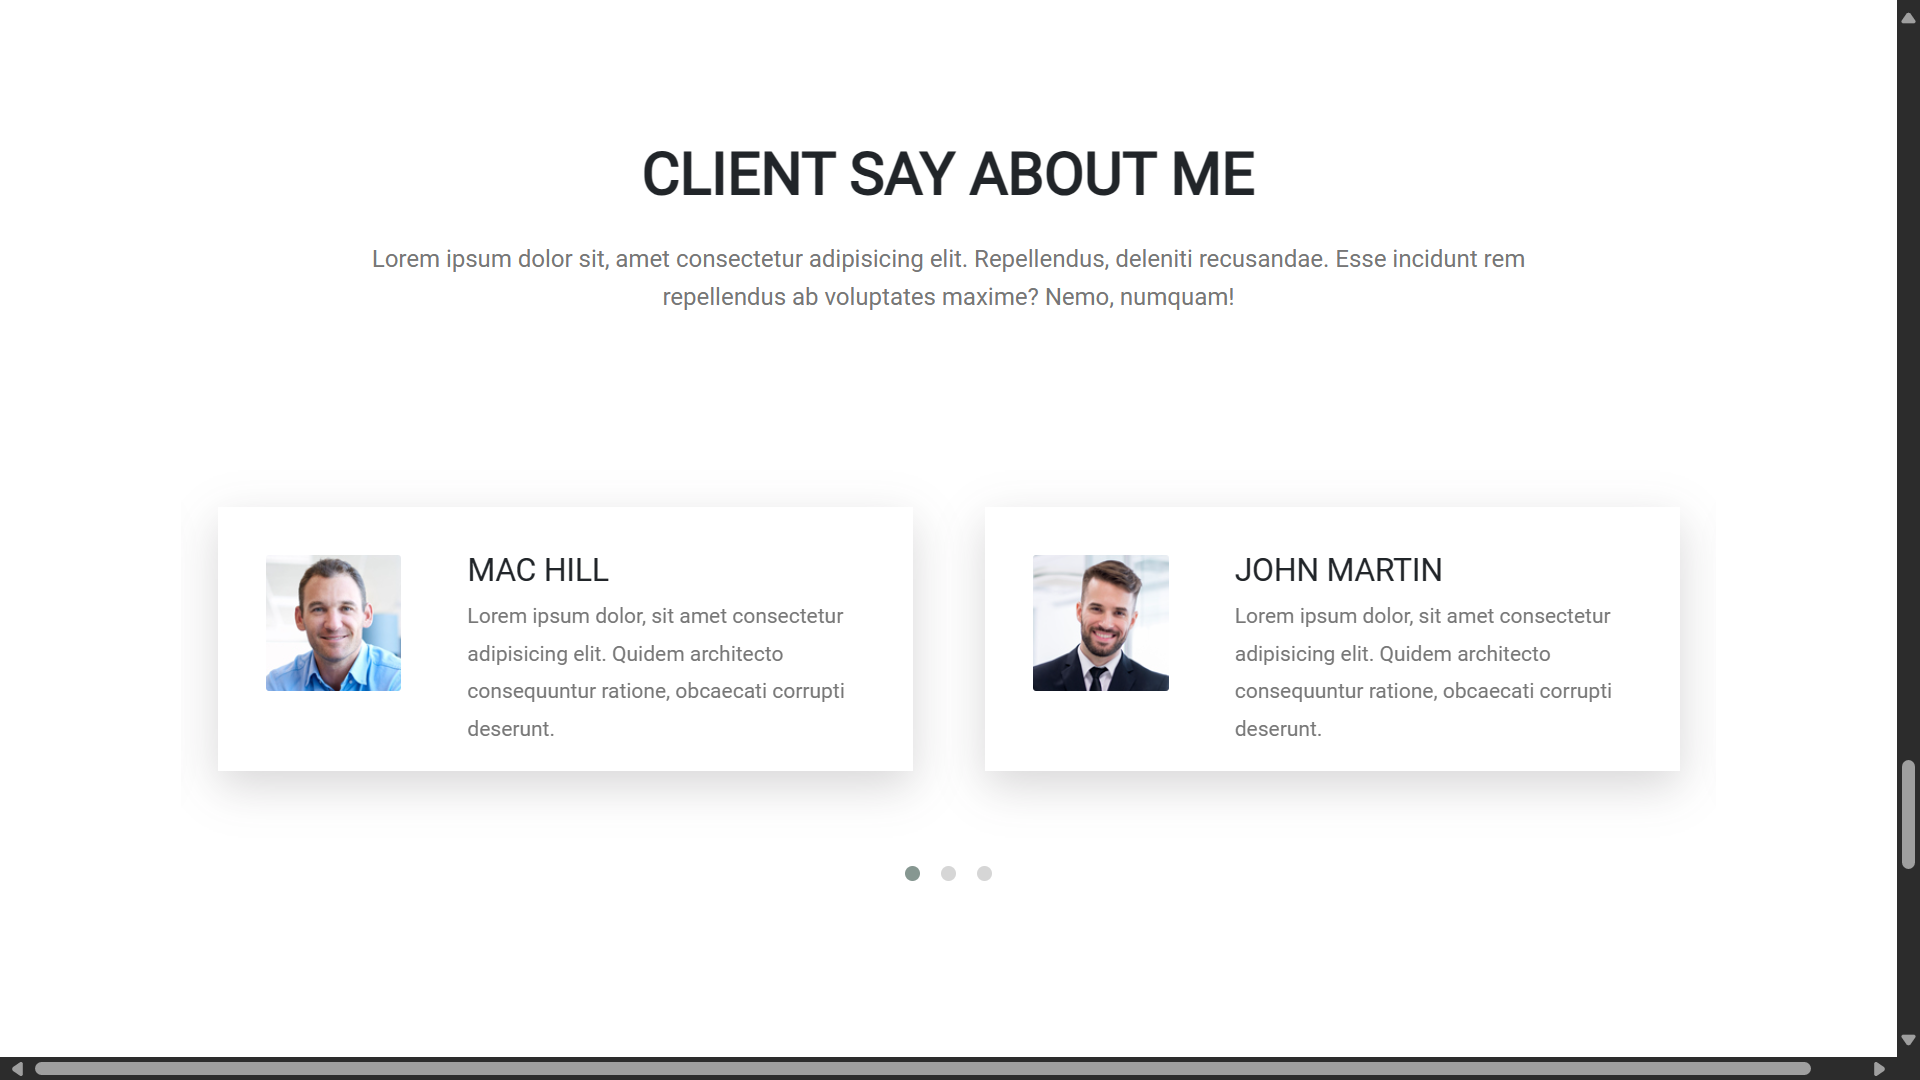 CLIENT SAY ABOUT ME
Lorem ipsum dolor sit, amet consectetur adipisicing elit. Repellendus, deleniti recusandae. Esse incidunt rem
repellendus ab voluptates maxime? Nemo, numquam!
MAC HILL
Lorem ipsum dolor, sit amet consectetur
adipisicing elit. Quidem architecto
consequuntur ratione, obcaecati corrupti
deserunt.
JOHN MARTIN
Lorem ipsum dolor, sit amet consectetur
adipisicing elit. Quidem architecto
consequuntur ratione, obcaecati corrupti
deserunt.